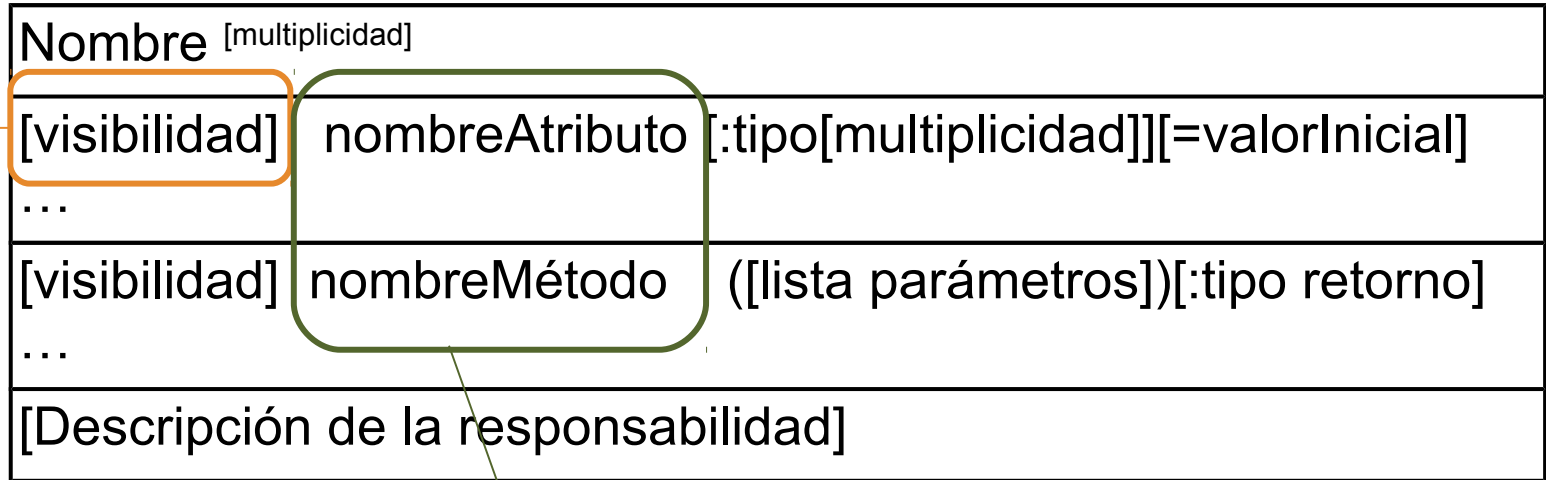 Nombre [multiplicidad]
[visibilidad] nombreAtributo [:tipo[multiplicidad]][=valorInicial]
…
[visibilidad] nombreMétodo ([lista parámetros])[:tipo retorno]
…
[Descripción de la responsabilidad]